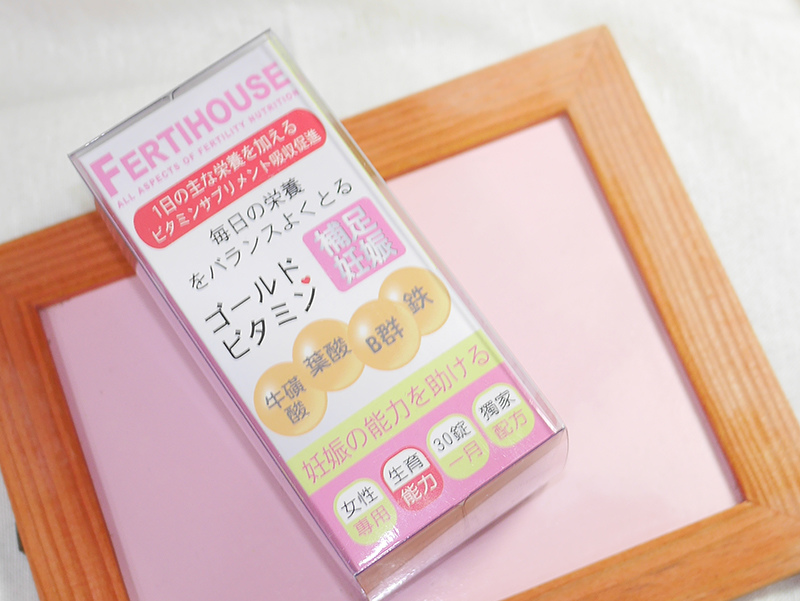 FERTIHOUSE
ALL ASPECTS OF FERTILITY NUTRITION
1日の主な栄養を加える
ビタミンサプリメント吸収促進
毎日の栄養
をバランスよくとる
補足
妊娠
ゴールド
ビタミン
牛磺
酸
葉酸
B群
鉄
妊娠の能力を助ける
女性
專用
生育
能力
30錠
一月
獨家
配方